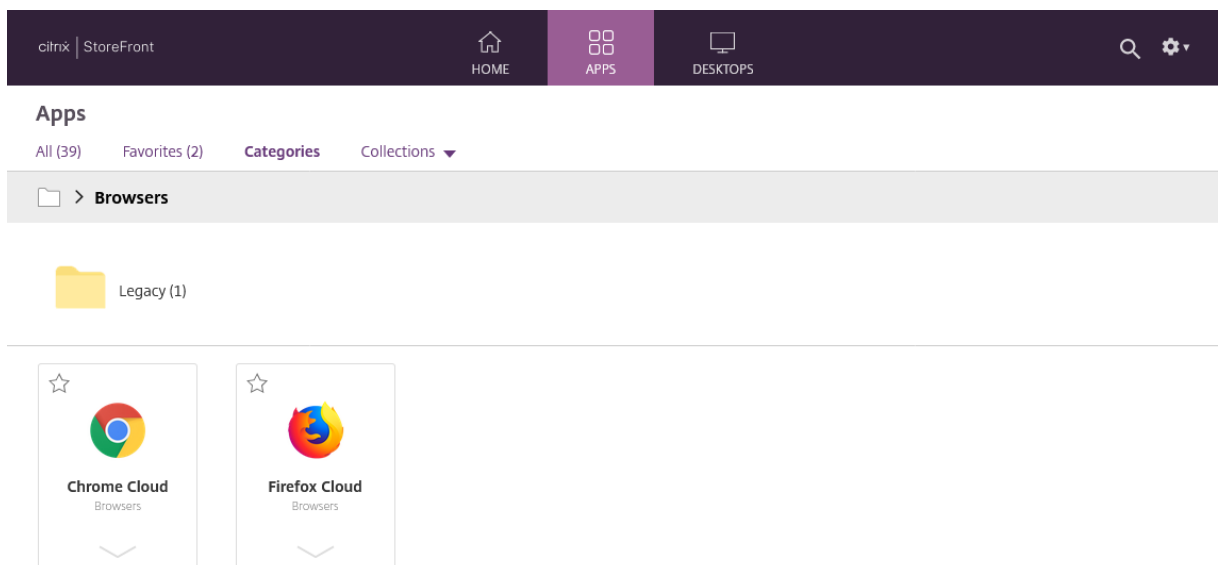 citrix | StoreFront
HOME
APPS
DESKTOPS
Apps
All (39) Favorites (2) Categories Collections
Browsers
Legacy (1)
Chrome Cloud
Browsers
Firefox Cloud
Browsers